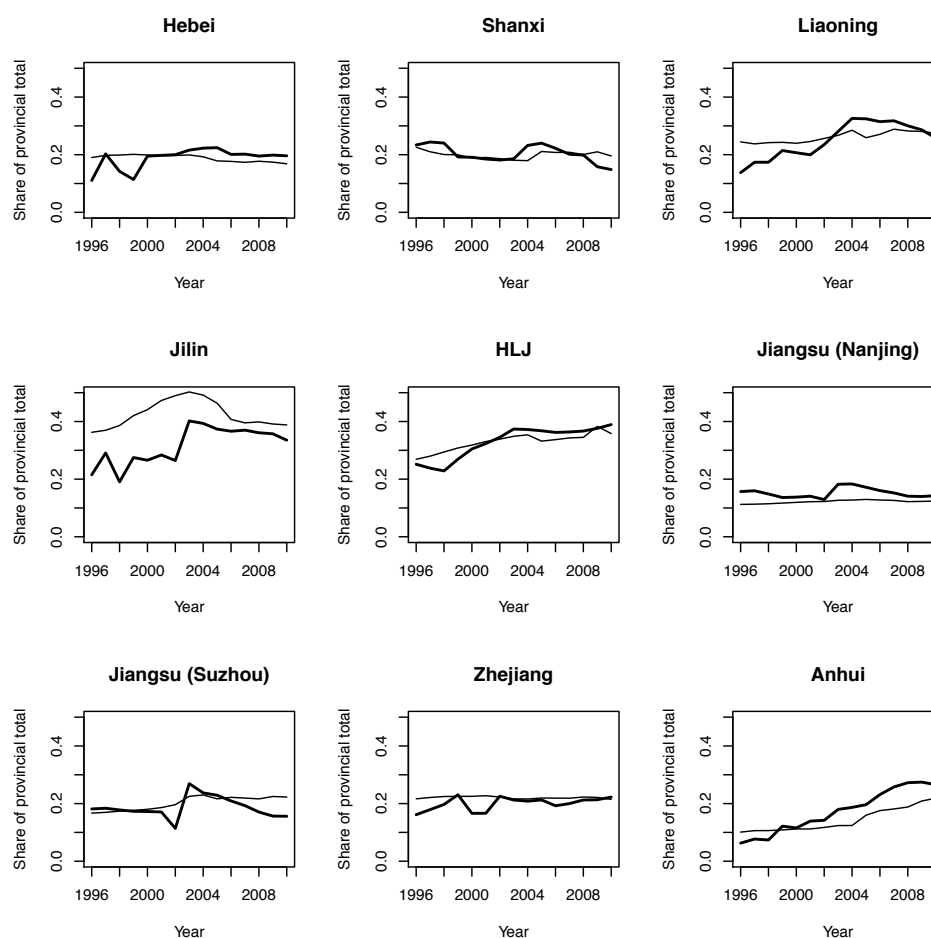 Hebei
Shanxi
Liaoning
Share of provincial total
0.0 0.2 0.4
1996 2000 2004 2008
Year
Share of provincial total
0.0 0.2 0.4
1996 2000 2004 2008
Year
Share of provincial total
0.0 0.2 0.4
1996 2000 2004 2008
Year
Jilin
HLJ
Jiangsu (Nanjing)
Share of provincial total
0.0 0.2 0.4
1996 2000 2004 2008
Year
Share of provincial total
0.0 0.2 0.4
1996 2000 2004 2008
Year
Share of provincial total
0.0 0.2 0.4
1996 2000 2004 2008
Year
Jiangsu (Suzhou)
Zhejiang
Anhui
Share of provincial total
0.0 0.2 0.4
1996 2000 2004 2008
Year
Share of provincial total
0.0 0.2 0.4
1996 2000 2004 2008
Year
Share of provincial total
0.0 0.2 0.4
1996 2000 2004 2008
Year